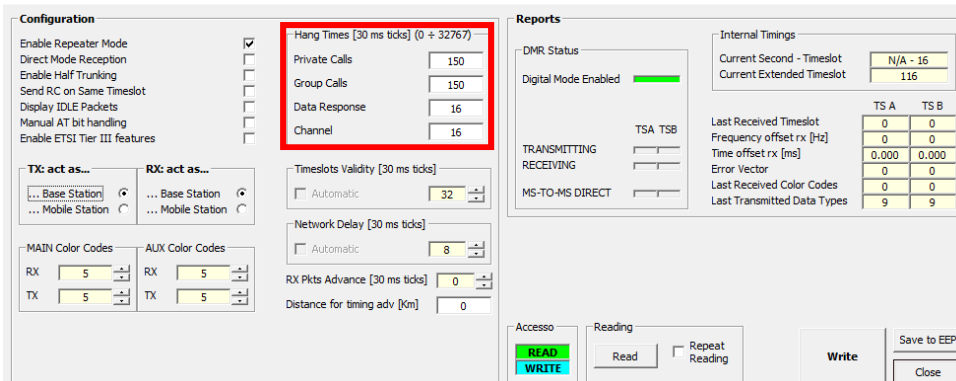 Configuration
Enable Repeater Mode
Direct Mode Reception
Enable Half Trunking
Send RC on Same Timeslot
Display IDLE Packets
Manual AT bit handling
Enable ETSI Tier III features
TX: act as...
... Base Station
... Mobile Station
RX: act as...
... Base Station
... Mobile Station
MAIN Color Codes
RX 5
TX 5
AUX Color Codes
RX 5
TX 5
Hang Times [30 ms ticks] (0 ÷ 32767)
Private Calls 150
Group Calls 150
Data Response 16
Channel 16
Timeslots Validity [30 ms ticks]
Automatic 32
Network Delay [30 ms ticks]
Automatic 8
RX Pkts Advance [30 ms ticks] 0
Distance for timing adv [Km] 0
Reports
DMR Status
Digital Mode Enabled
TSA TSB
TRANSMITTING
RECEIVING
MS-TO-MS DIRECT
Internal Timings
Current Second - Timeslot N/A - 16
Current Extended Timeslot 116
TS A TS B
Last Received Timeslot 0 0
Frequency offset rx [Hz] 0 0
Time offset rx [ms] 0.000 0.000
Error Vector 0 0
Last Received Color Codes 0 0
Last Transmitted Data Types 9 9
Accesso
READ
WRITE
Reading
Read
Repeat
Reading
Write
Save to EEP
Close